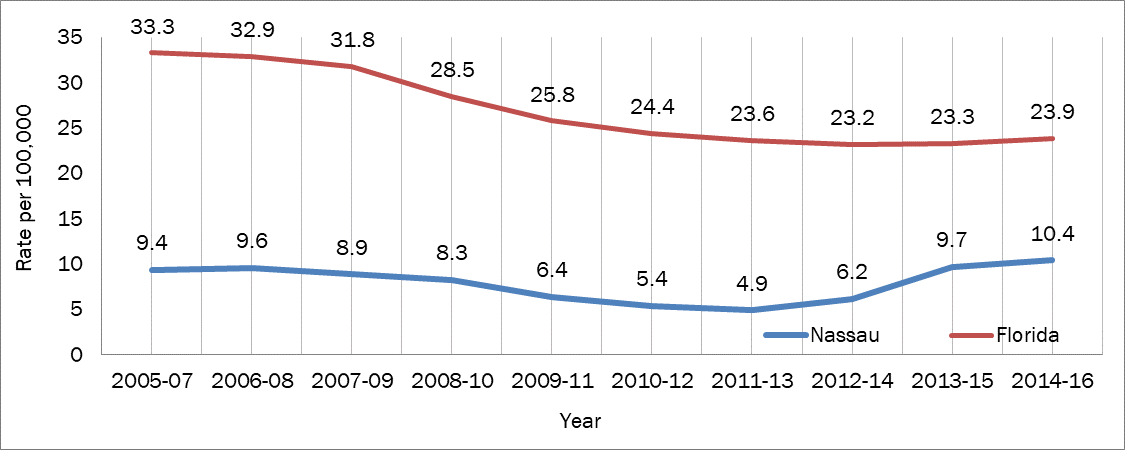 33.3 32.9 31.8 28.5 25.8 24.4 23.6 23.2 23.3 23.9
9.4 9.6 8.9 8.3 6.4 5.4 4.9 6.2 9.7 10.4
35
30
25
20
15
10
5
0
Rate per 100,000
Nassau Florida
2005-07 2006-08 2007-09 2008-10 2009-11 2010-12 2011-13 2012-14 2013-15 2014-16
Year